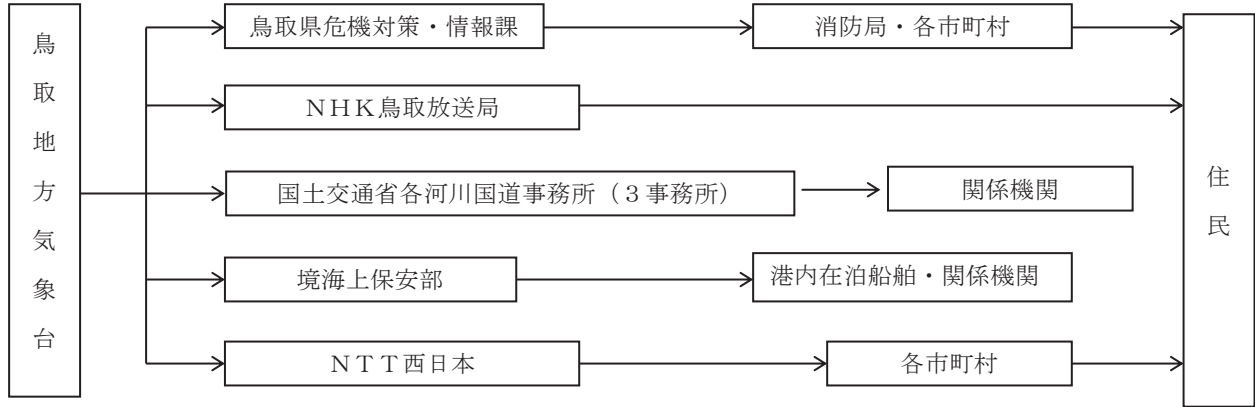 鳥取地方気象台
鳥取県危機対策・情報課
消防局・各市町村
NHK鳥取放送局
国土交通省各河川国道事務所（3事務所）
関係機関
境海上保安部
港内在泊船舶・関係機関
NTT西日本
各市町村
住民